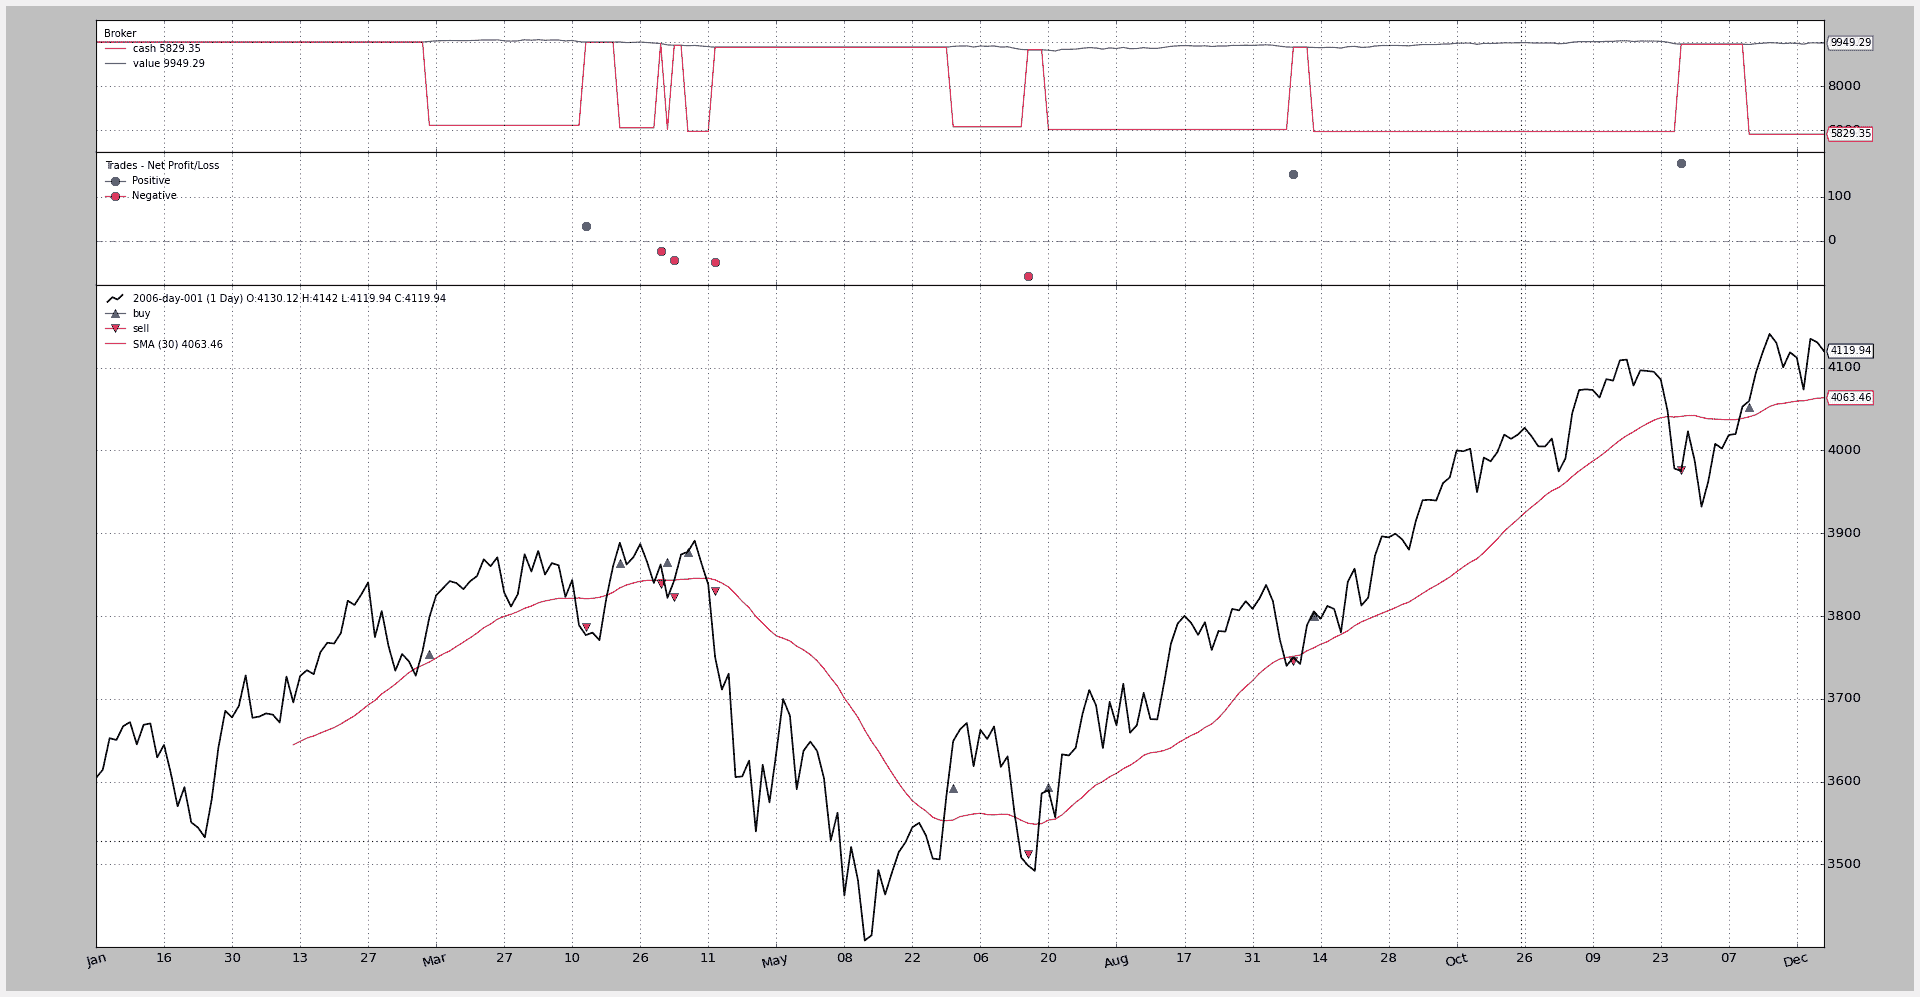 Broker
cash 5829.35
value 9949.29
9949.29
8000
5829.35
Trades - Net Profit/Loss
Positive
Negative
100
0
2006-day-001 (1 Day) O:4130.12 H:4142 L:4119.94 C:4119.94
buy
sell
SMA (30) 4063.46
4119.94
4100
4063.46
4000
3900
3800
3700
3600
3500
Jan 16 30 13 27 Mar 27 10 26 11 May 08 22 06 20 Aug 17 31 14 28 Oct 26 09 23 07 Dec